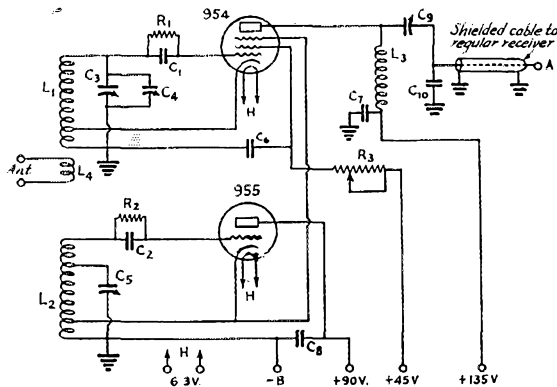 954
R1
C1
C9
Shielded cable to
regular receiver
L3
A
C3
C4
L1
H
C7
C10
C6
R3
Ant.
L4
955
R2
C2
C5
H
L2
C8
H
6 3V.
-B
+90V.
+45V
+135V